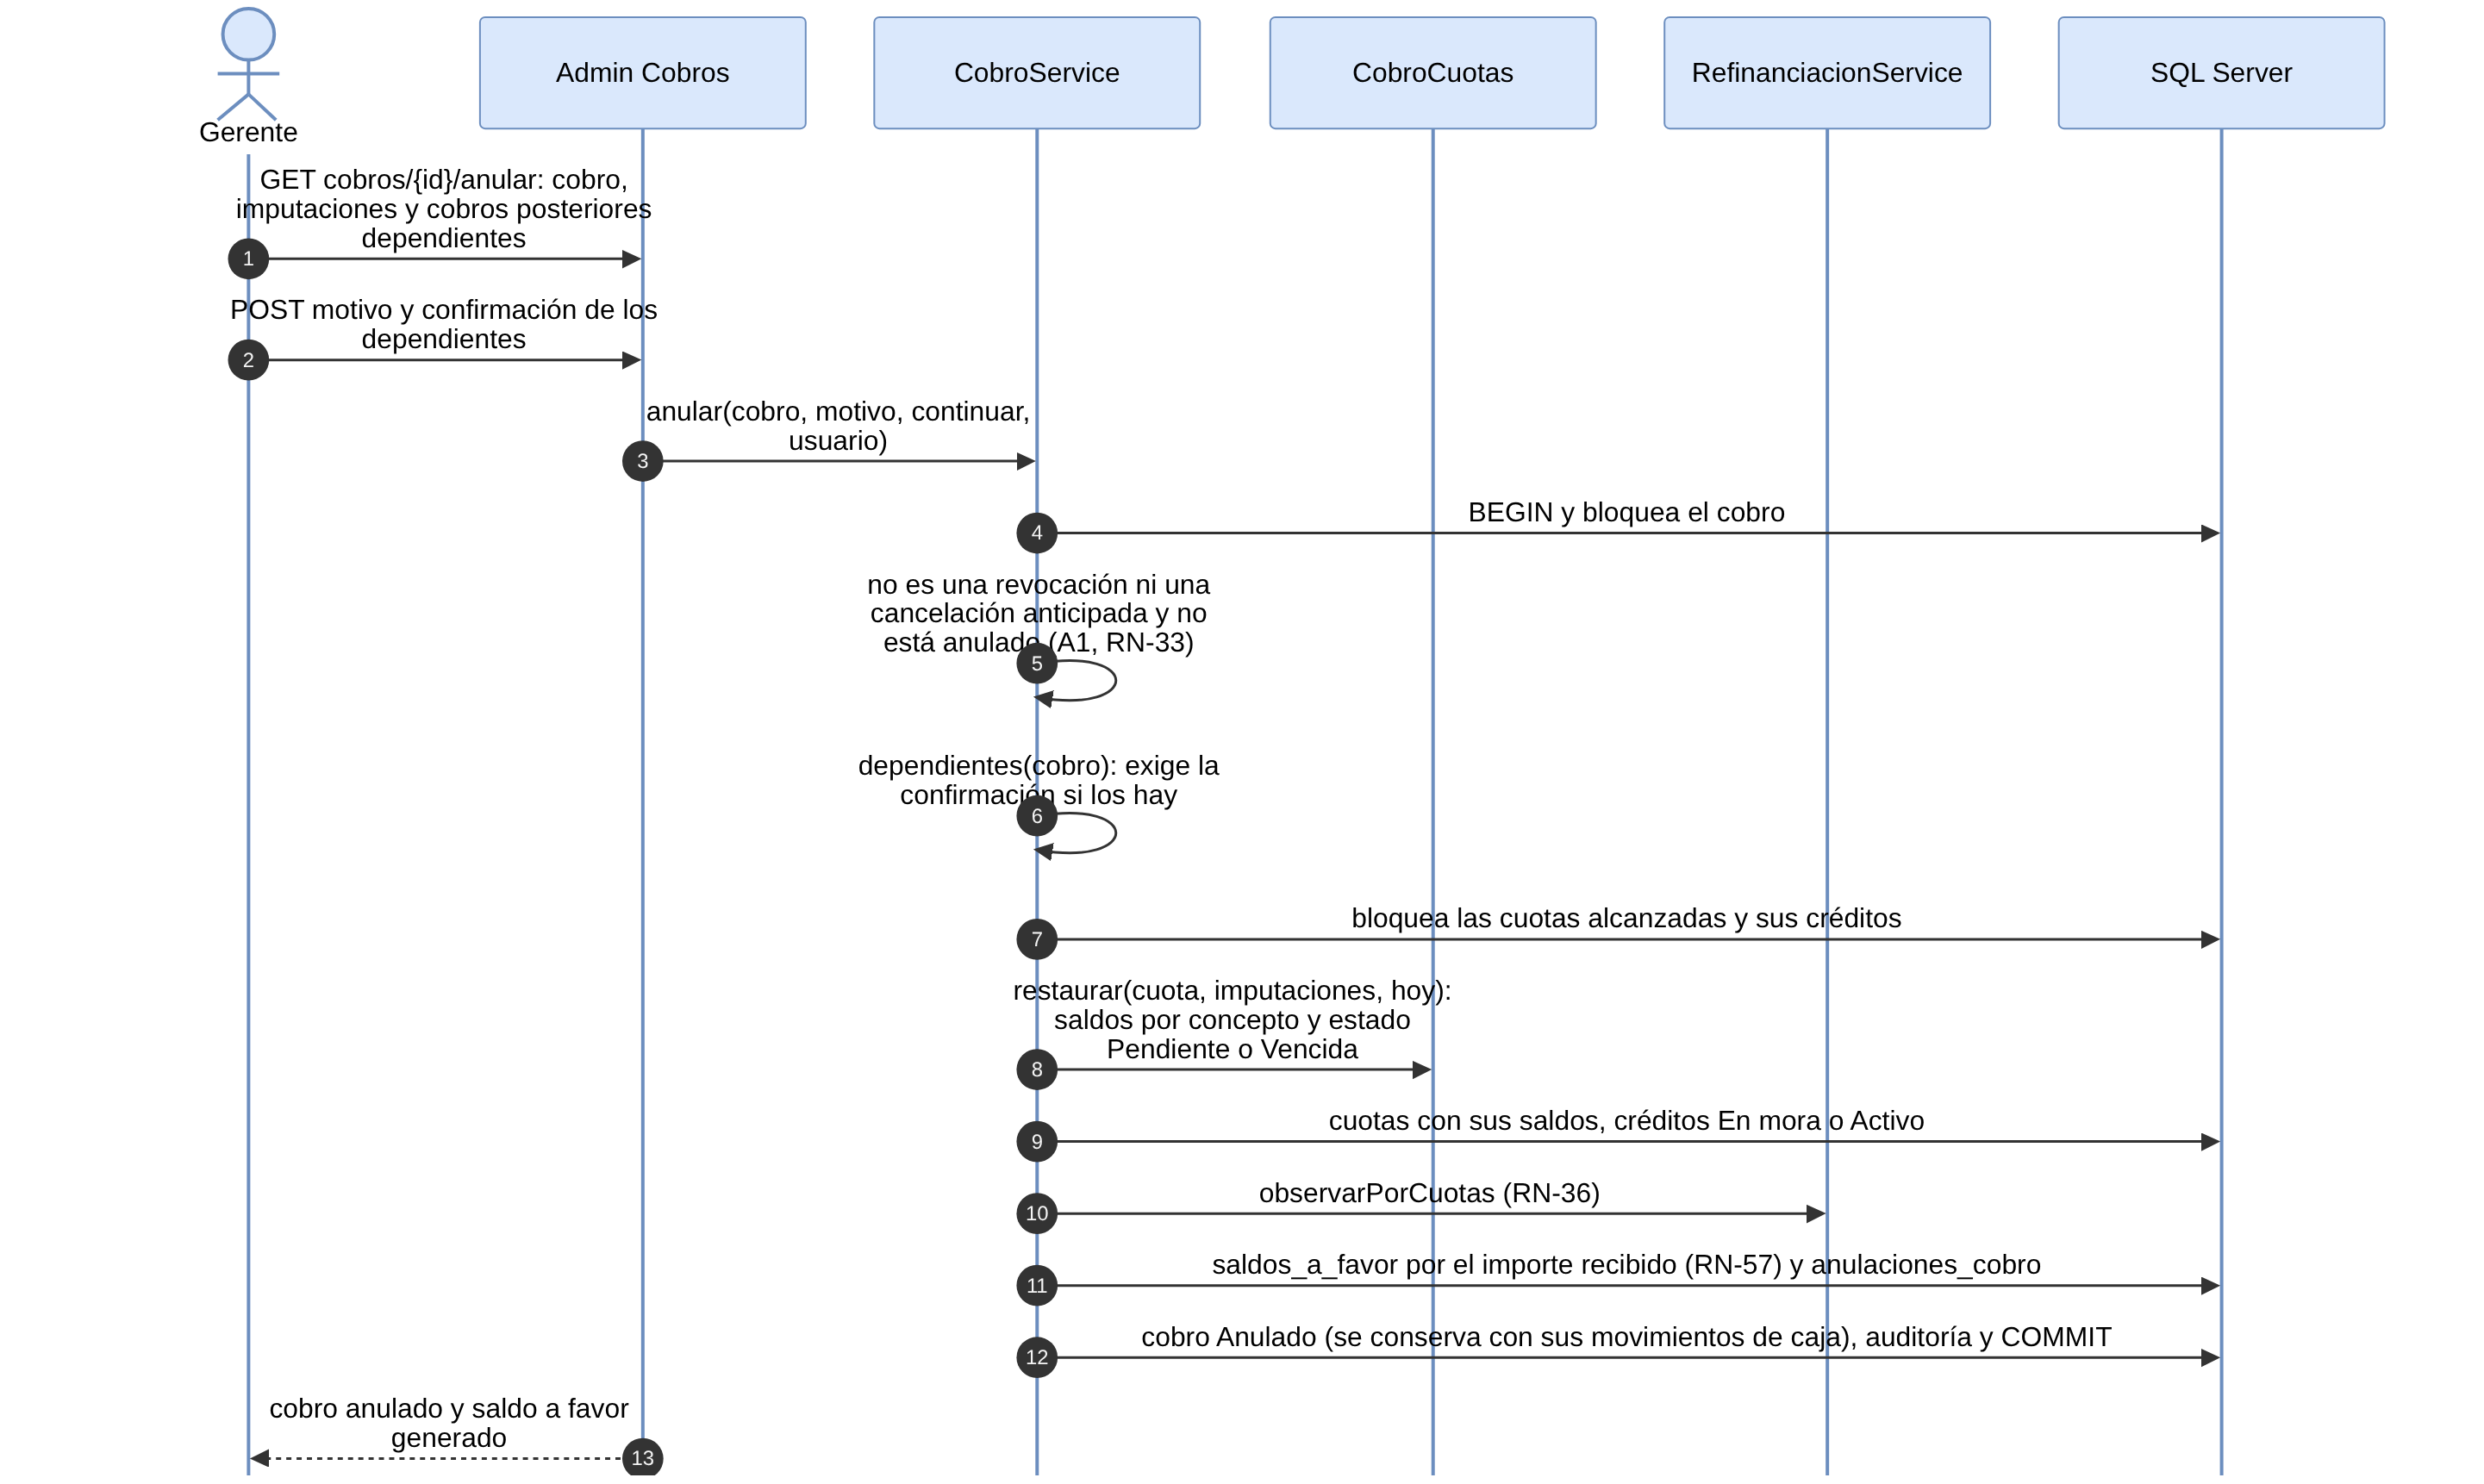 Gerente
Admin Cobros
CobroService
CobroCuotas
RefinanciacionService
SQL Server
GET cobros/{id}/anular: cobro,
imputaciones y cobros posteriores
dependientes
1
POST motivo y confirmación de los
dependientes
2
anular(cobro, motivo, continuar,
usuario)
3
BEGIN y bloquea el cobro
4
no es una revocación ni una
cancelación anticipada y no
está anulado (A1, RN-33)
5
dependientes(cobro): exige la
confirmación si los hay
6
bloquea las cuotas alcanzadas y sus créditos
7
restaurar(cuota, imputaciones, hoy):
saldos por concepto y estado
Pendiente o Vencida
8
cuotas con sus saldos, créditos En mora o Activo
9
observarPorCuotas (RN-36)
10
saldos_a_favor por el importe recibido (RN-57) y anulaciones_cobro
11
cobro Anulado (se conserva con sus movimientos de caja), auditoría y COMMIT
12
cobro anulado y saldo a favor
generado
13